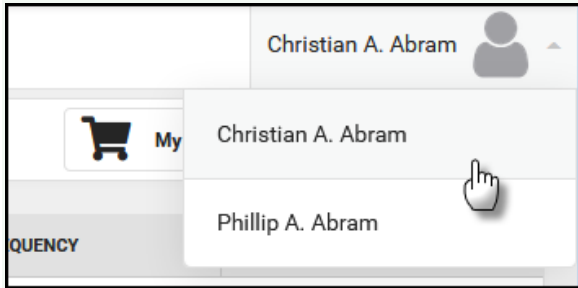 Christian A. Abram
My
Christian A. Abram
Phillip A. Abram
QUENCY